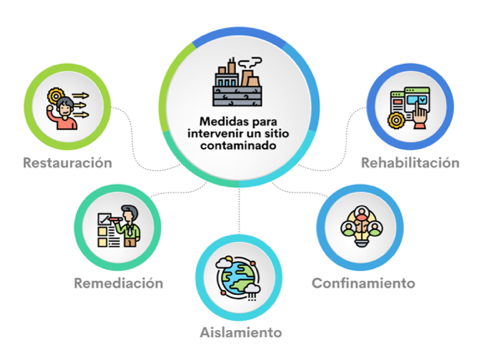 Medidas para
intervenir un sitio
contaminado
Restauración
Rehabilitación
Remediación
Confinamiento
Aislamiento